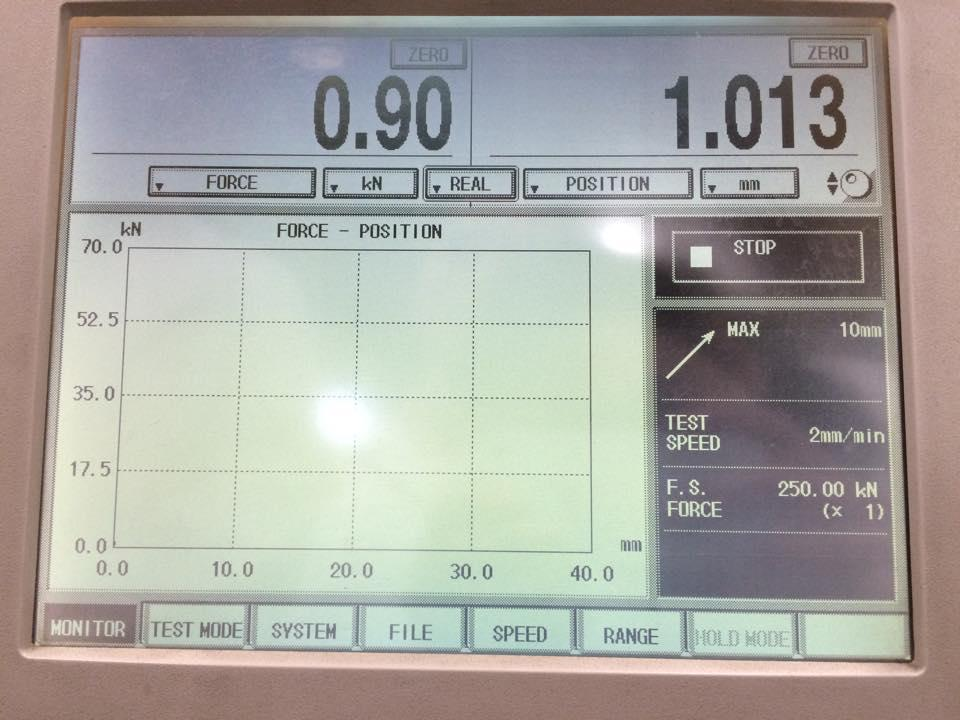 ZERO ZERO
0.90 1.013
FORCE kN REAL POSITION mm
kN FORCE - POSITION
70.0
52.5
35.0
17.5
0.0
0.0 10.0 20.0 30.0 40.0 mm
STOP
MAX 10mm
TEST
SPEED 2mm/min
F.S. 250.00 kN
FORCE (× 1)
MONITOR TEST MODE SYSTEM FILE SPEED RANGE HOLD MODE